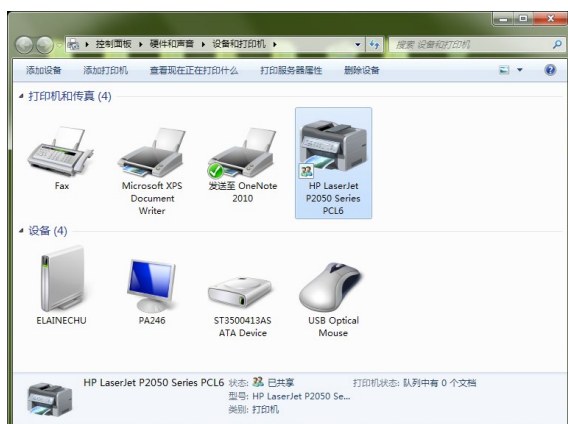 控制面板 ▸ 硬件和声音 ▸ 设备和打印机 ▸
搜索 设备和打印机
添加设备 添加打印机 查看现在正在打印什么 打印服务器属性 删除设备
打印机和传真 (4)
Fax
Microsoft XPS
Document
Writer
发送至 OneNote
2010
HP LaserJet
P2050 Series
PCL6
设备 (4)
ELAINECHU
PA246
ST3500413AS
ATA Device
USB Optical
Mouse
HP LaserJet P2050 Series PCL6 状态: 已共享 打印机状态: 队列中有 0 个文档
型号: HP LaserJet P2050 Se...
类别: 打印机